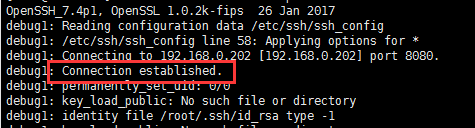 OpenSSH_7.4p1, OpenSSL 1.0.2k-fips  26 Jan 2017
debug1: Reading configuration data /etc/ssh/ssh_config
debug1: /etc/ssh/ssh_config line 58: Applying options for *
debug1: Connecting to 192.168.0.202 [192.168.0.202] port 8080.
debug1: Connection established.
debug1: permanently_set_uid: 0/0
debug1: key_load_public: No such file or directory
debug1: identity file /root/.ssh/id_rsa type -1